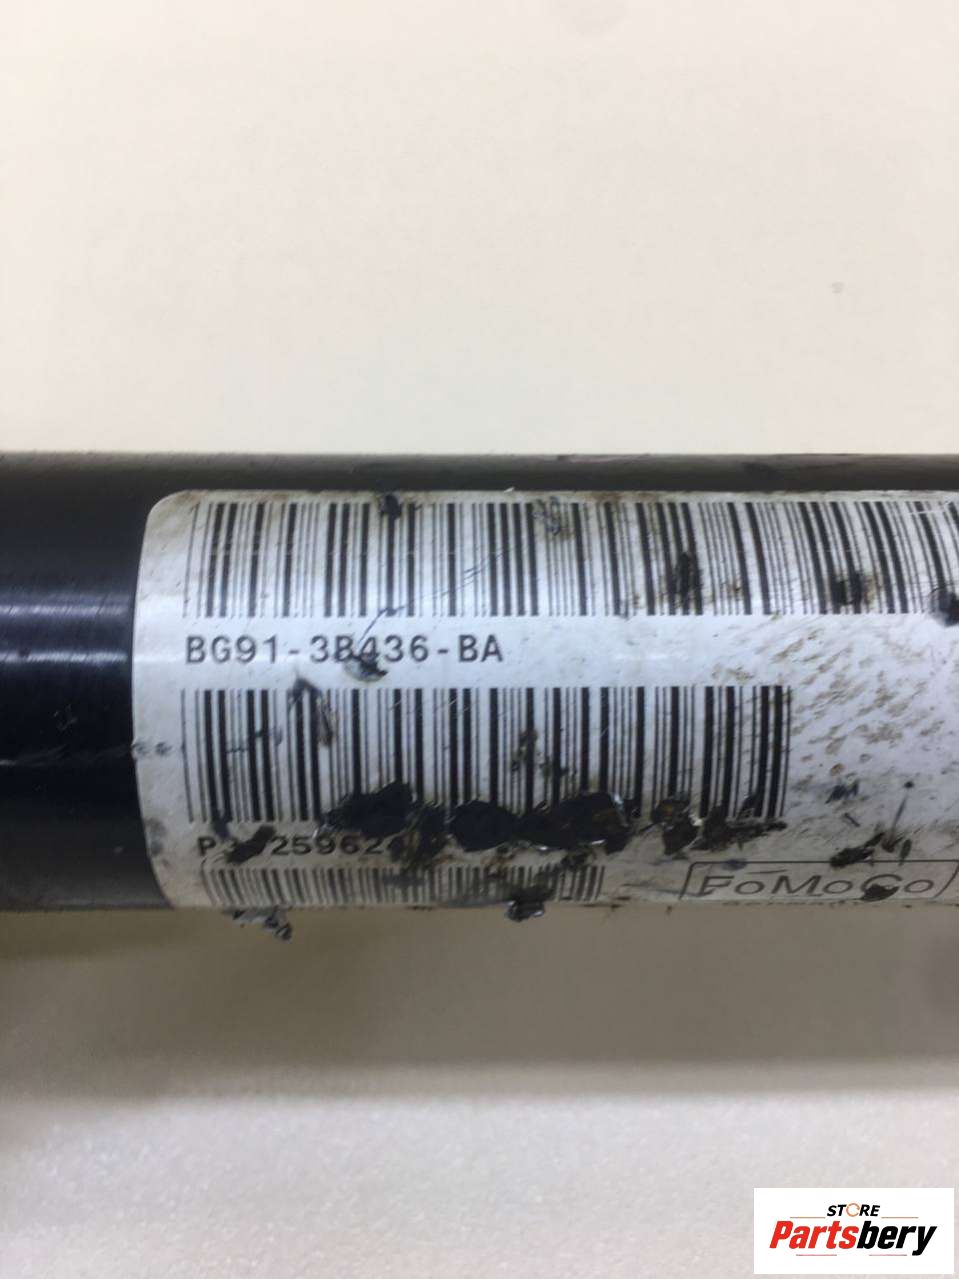 BG91-3B436-BA
FoMoCo
STORE
Partsbery